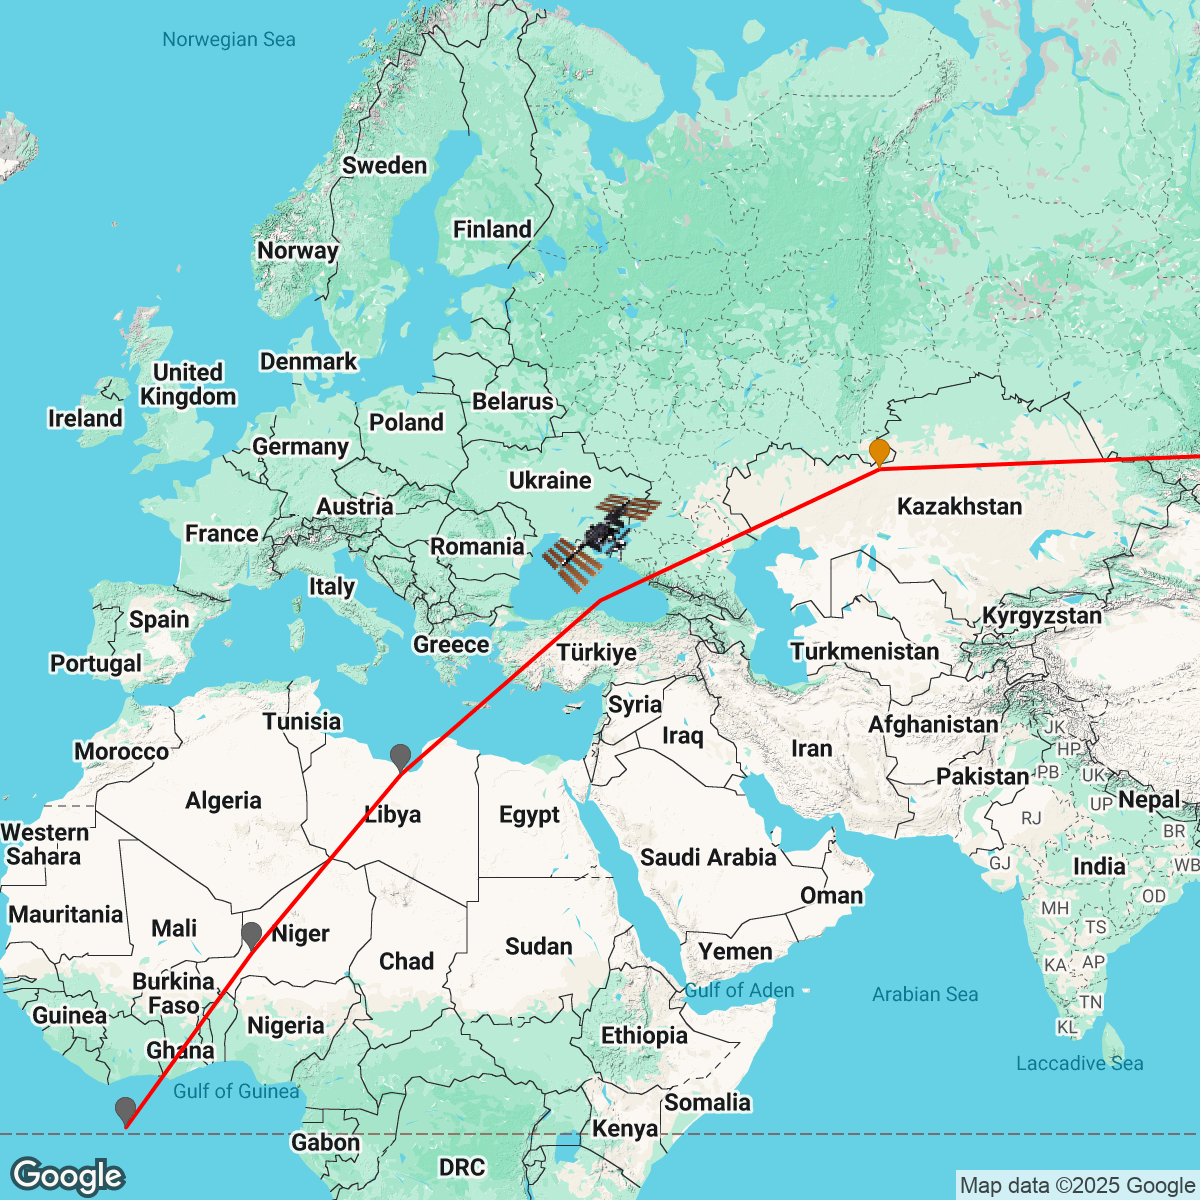 Norwegian Sea
Sweden
Finland
Norway
Denmark
United
Kingdom
Ireland
Belarus
Poland
Germany
Ukraine
Austria
Kazakhstan
France
Romania
Italy
Spain
Kyrgyzstan
Greece
Türkiye
Turkmenistan
Portugal
Syria
Tunisia
Afghanistan
JK
Iraq
Iran
HP
Morocco
Pakistan
PB
UK
Algeria
Libya
Egypt
UP
Nepal
RJ
Western
Sahara
BR
Saudi Arabia
GJ
India
WB
Oman
OD
Mauritania
Mali
Niger
MH
TS
Sudan
Yemen
Chad
KA
AP
Burkina
Faso
Gulf of Aden
Arabian Sea
TN
Guinea
Nigeria
Ethiopia
KL
Ghana
Laccadive Sea
Gulf of Guinea
Somalia
Kenya
Gabon
DRC
Google
Map data ©2025 Google